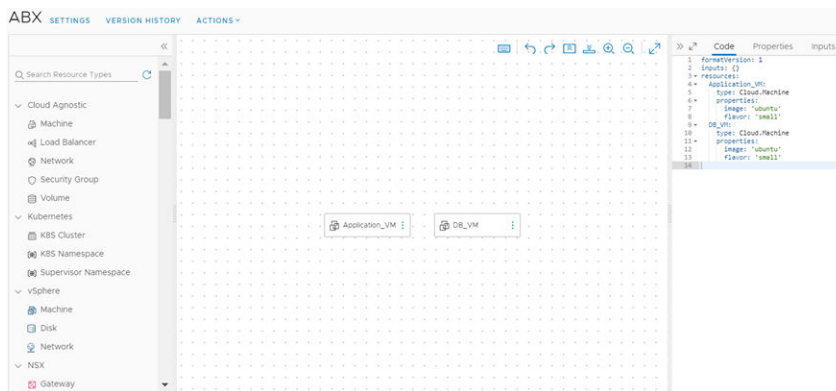 ABX SETTINGS VERSION HISTORY ACTIONS
Search Resource Types
Cloud Agnostic
Machine
Load Balancer
Network
Security Group
Volume
Kubernetes
K8S Cluster
K8S Namespace
Supervisor Namespace
vSphere
Machine
Disk
Network
NSX
Gateway
Application_VM
DB_VM
Code Properties Inputs
1 formatVersion: 1
2 inputs: {}
3 resources:
4 Application_VM:
5 type: Cloud.Machine
6 properties:
7 image: 'ubuntu'
8 flavor: 'small'
9 DB_VM:
10 type: Cloud.Machine
11 properties:
12 image: 'ubuntu'
13 flavor: 'small'
14